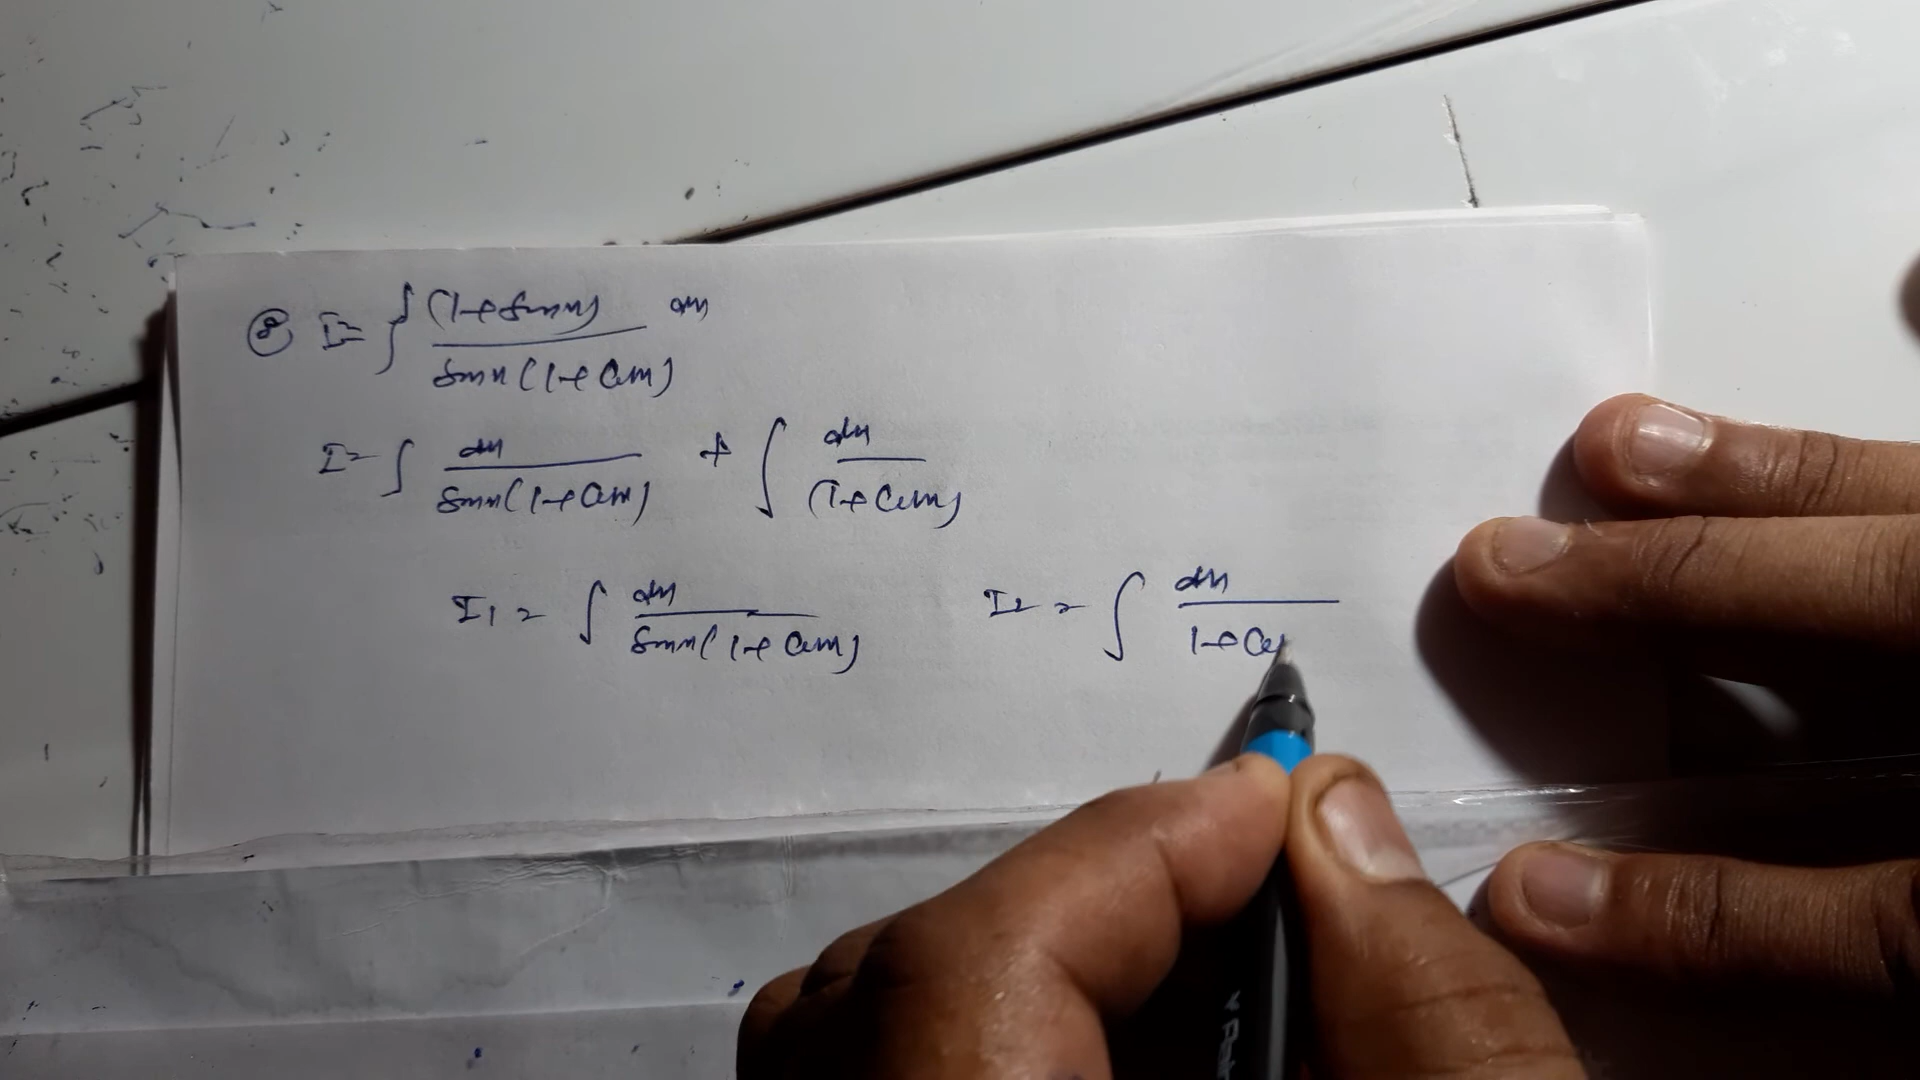 ⑧ I = ∫ (1+sinx) dx / sinx(1+cosx)
I = ∫ dx / sinx(1+cosx) + ∫ dx / (1+cosx)
I₁ = ∫ dx / sinx(1+cosx) I₂ = ∫ dx / 1+cos